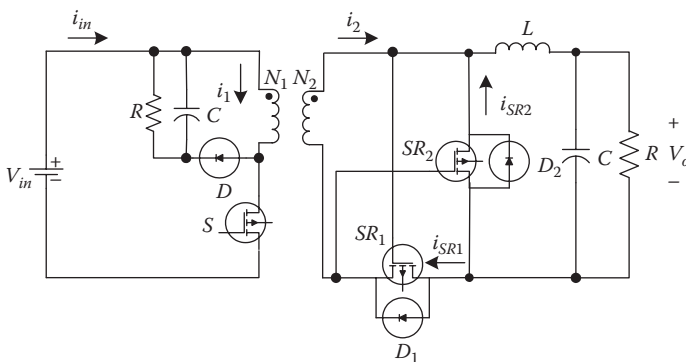 i_in
i_2
L
N_1 N_2
i_1
R
C
i_SR2
+
V_in
−
D
SR_2
D_2
C
R
+
V_o
−
S
SR_1
i_SR1
D_1